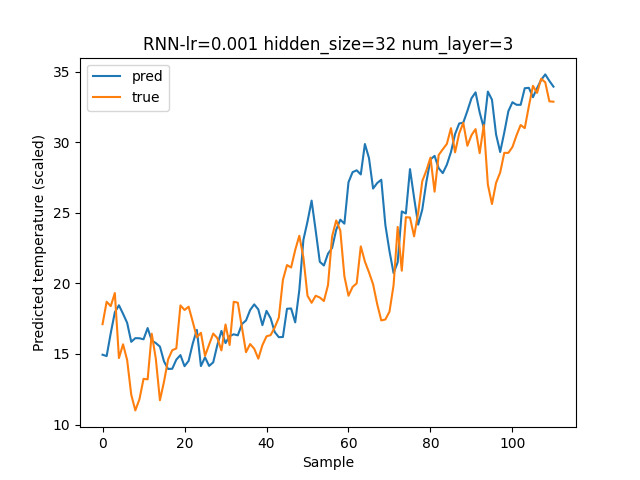 RNN-lr=0.001 hidden_size=32 num_layer=3
pred
true
35
30
25
20
15
10
Predicted temperature (scaled)
0 20 40 60 80 100
Sample